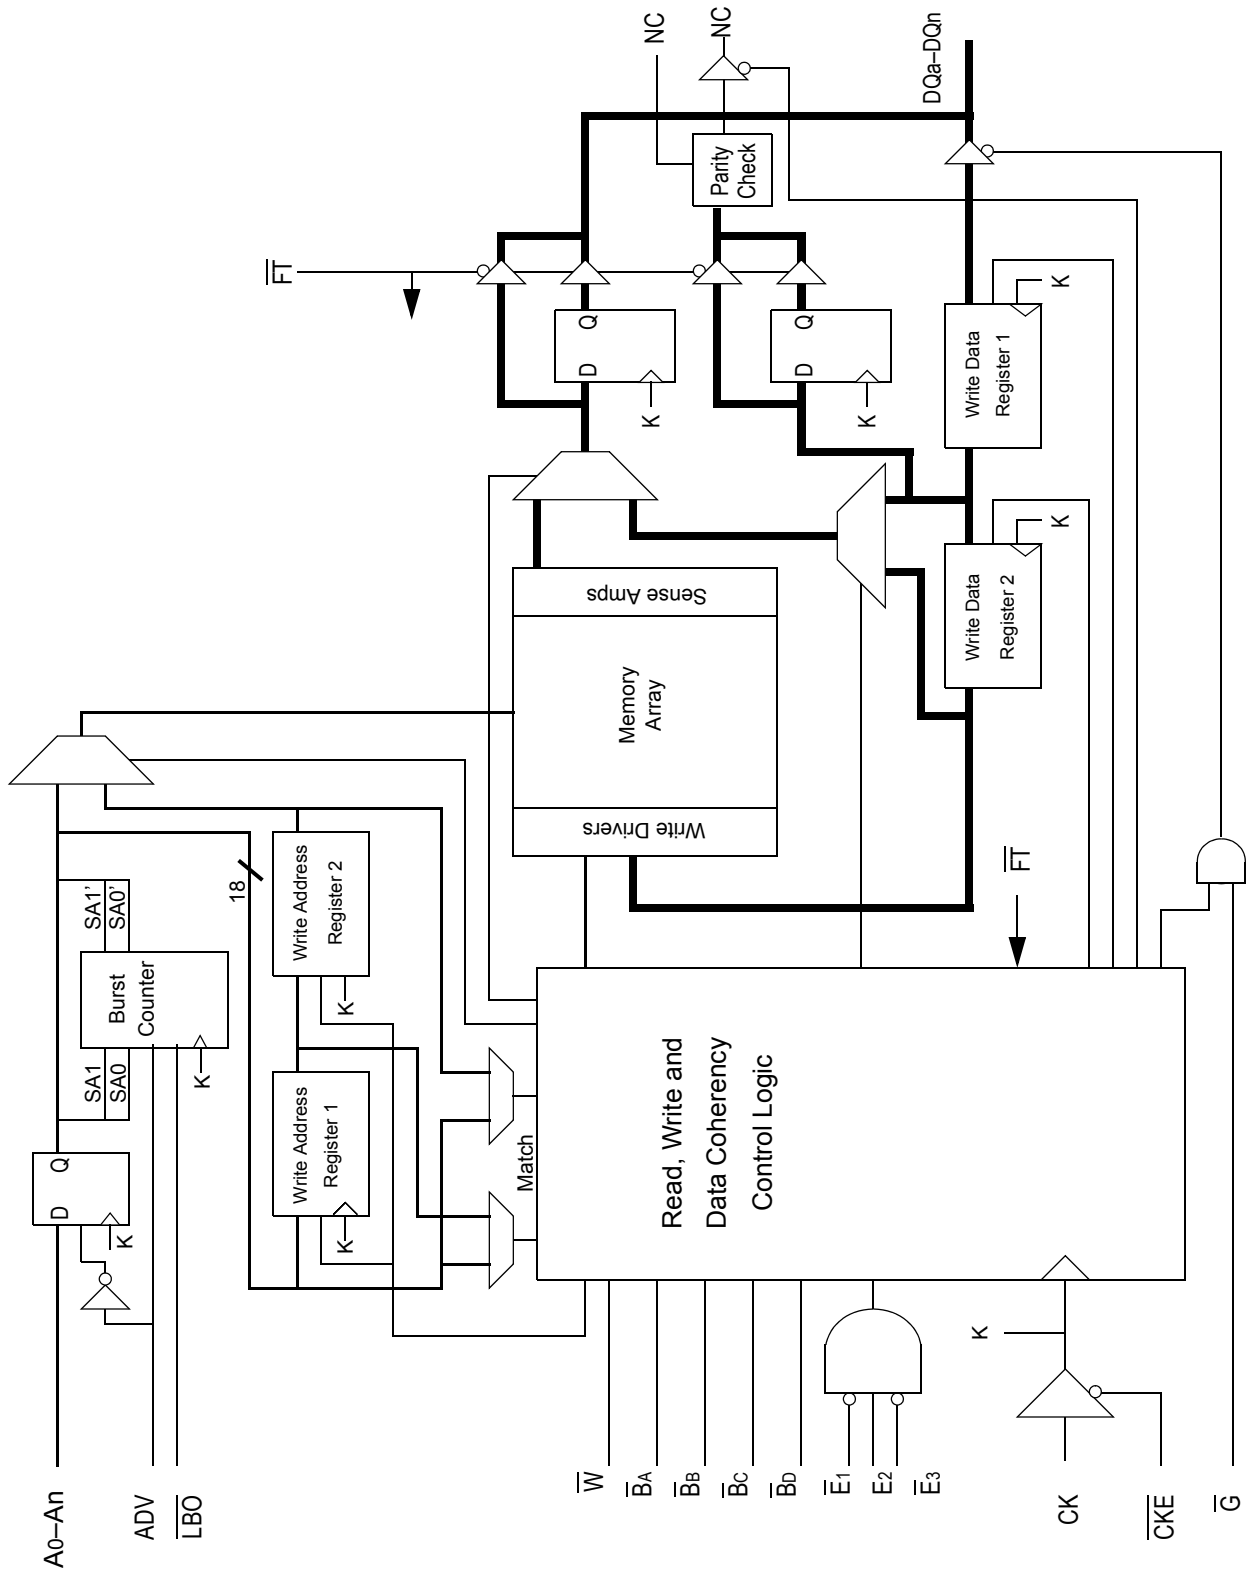 A0–An
ADV
LBO
W
BA
BB
BC
BD
E1
E2
E3
CK
CKE
G
D
Q
K
SA1
SA0
Burst
Counter
K
SA1'
SA0'
18
Write Address
Register 1
K
Write Address
Register 2
K
Match
Read, Write and
Data Coherency
Control Logic
K
FT
Write Drivers
Memory
Array
Sense Amps
Write Data
Register 2
K
Write Data
Register 1
K
D
Q
K
D
Q
K
FT
Parity
Check
NC
NC
DQa–DQn